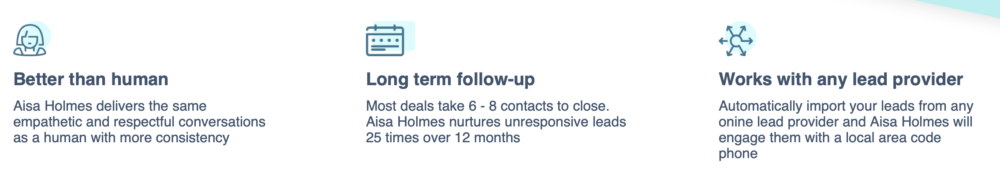 Better than human
Aisa Holmes delivers the same
empathetic and respectful conversations
as a human with more consistency
Long term follow-up
Most deals take 6 - 8 contacts to close.
Aisa Holmes nurtures unresponsive leads
25 times over 12 months
Works with any lead provider
Automatically import your leads from any
onine lead provider and Aisa Holmes will
engage them with a local area code
phone